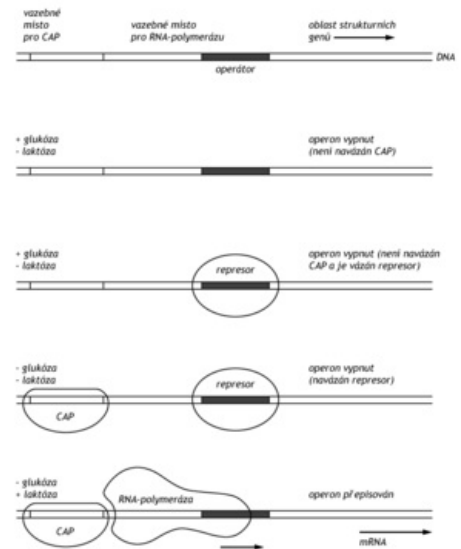 vazebné
místo
pro CAP
vazebné místo
pro RNA-polymerázu
oblast strukturních
genů
DNA
operátor
+ glukóza
- laktóza
operon vypnut
(není navázán CAP)
+ glukóza
- laktóza
represor
operon vypnut (není navázán
CAP a je vázán represor)
- glukóza
- laktóza
represor
operon vypnut
(navázán represor)
CAP
- glukóza
+ laktóza
RNA-polymeráza
operon přepisován
CAP
mRNA